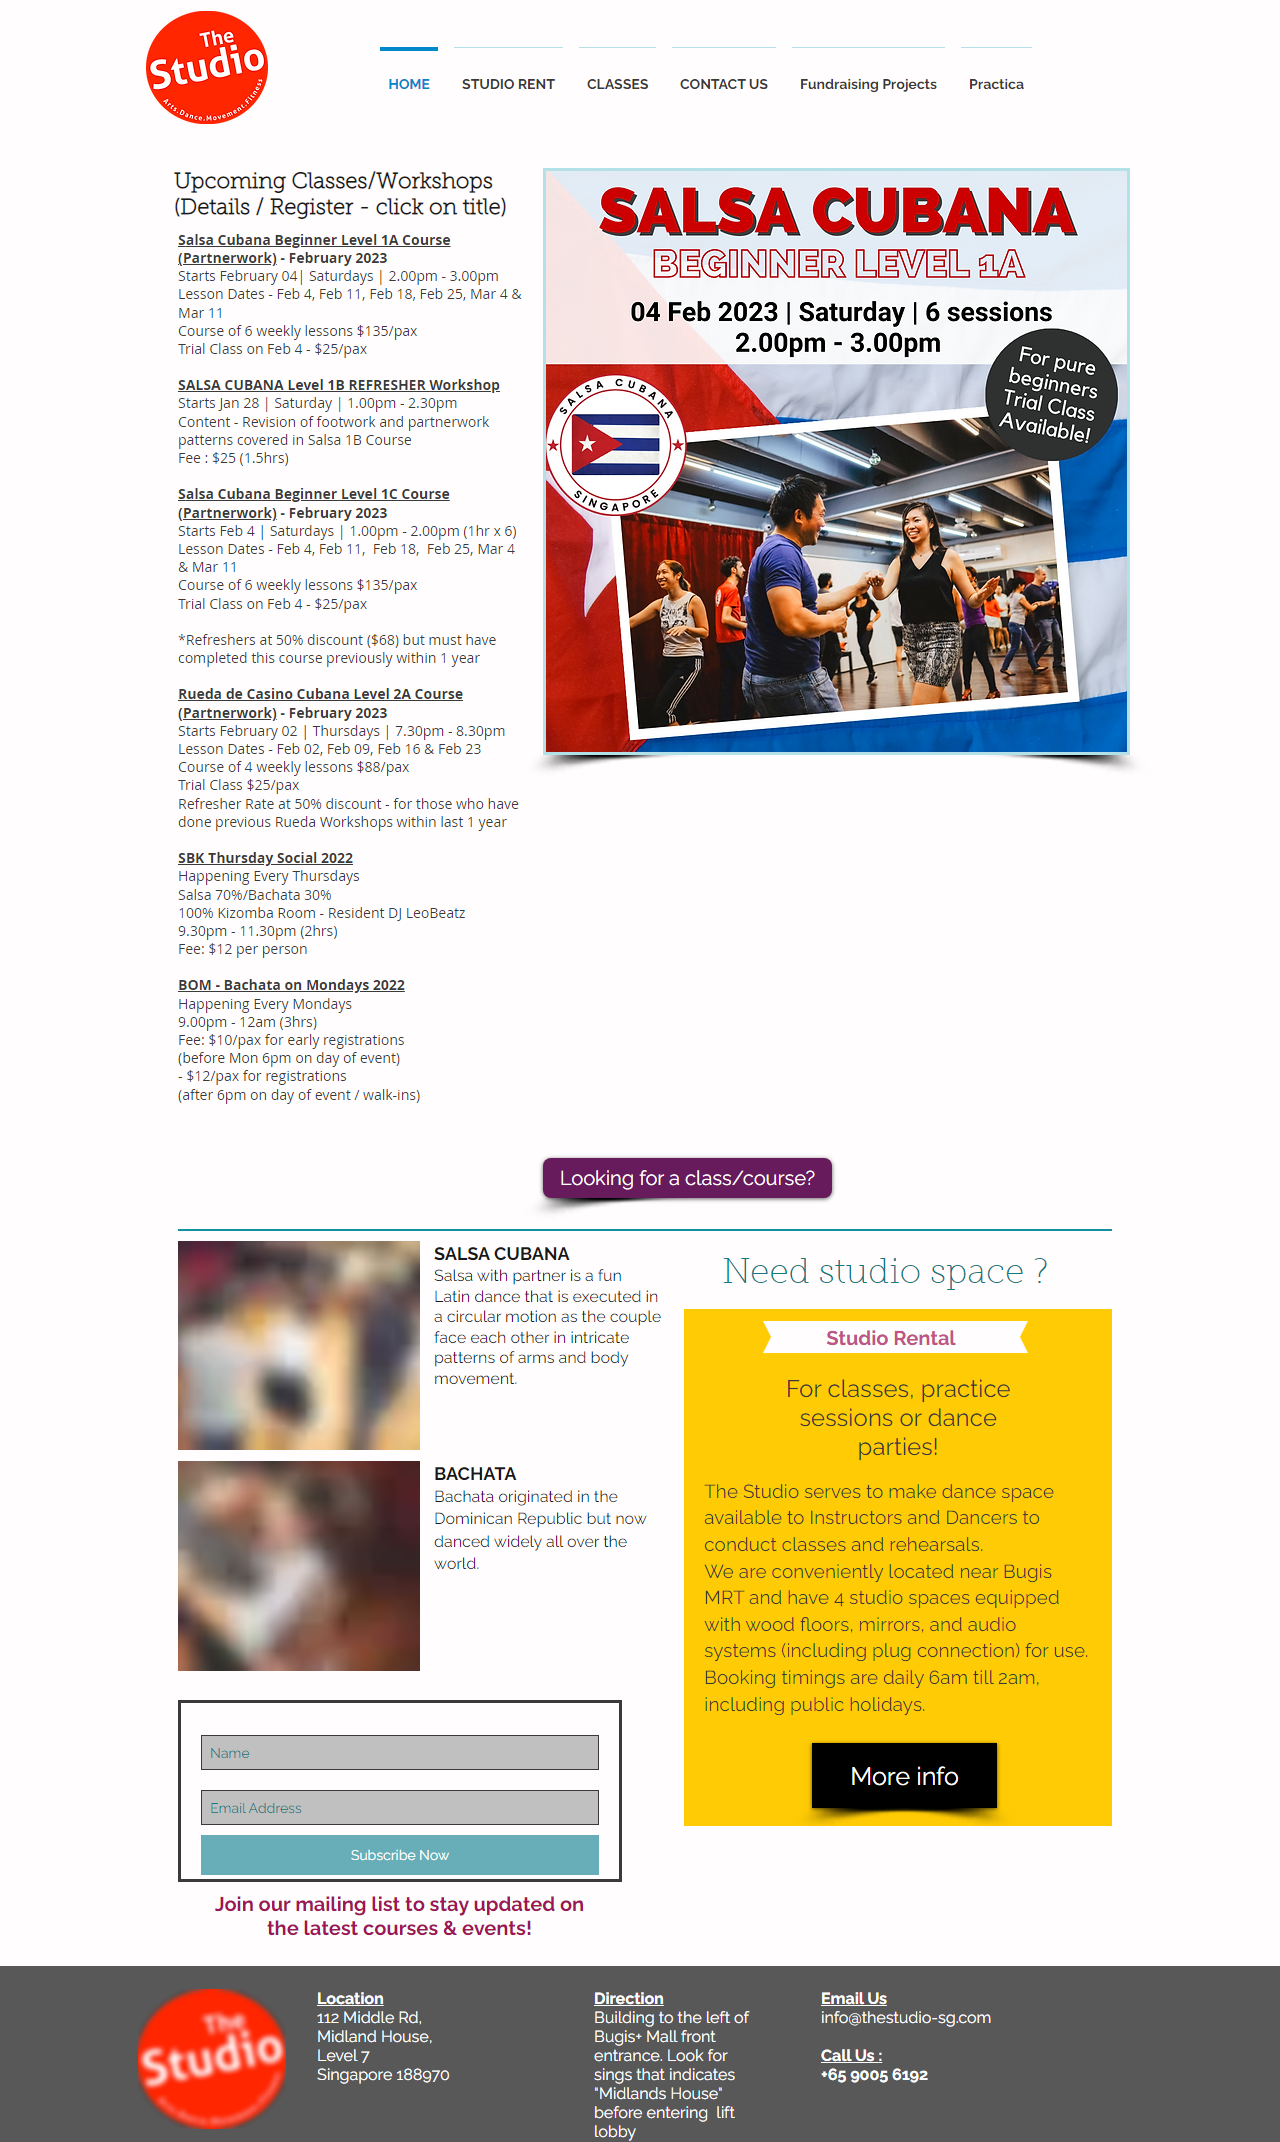 The
Studio
Arts.Dance.Movement.Fitness
HOME
STUDIO RENT
CLASSES
CONTACT US
Fundraising Projects
Practica
Upcoming Classes/Workshops
(Details / Register - click on title)
Salsa Cubana Beginner Level 1A Course
(Partnerwork) - February 2023
Starts February 04| Saturdays | 2.00pm - 3.00pm
Lesson Dates - Feb 4, Feb 11, Feb 18, Feb 25, Mar 4 &
Mar 11
Course of 6 weekly lessons $135/pax
Trial Class on Feb 4 - $25/pax
SALSA CUBANA Level 1B REFRESHER Workshop
Starts Jan 28 | Saturday | 1.00pm - 2.30pm
Content - Revision of footwork and partnerwork
patterns covered in Salsa 1B Course
Fee : $25 (1.5hrs)
Salsa Cubana Beginner Level 1C Course
(Partnerwork) - February 2023
Starts Feb 4 | Saturdays | 1.00pm - 2.00pm (1hr x 6)
Lesson Dates - Feb 4, Feb 11,  Feb 18,  Feb 25, Mar 4
& Mar 11
Course of 6 weekly lessons $135/pax
Trial Class on Feb 4 - $25/pax
*Refreshers at 50% discount ($68) but must have
completed this course previously within 1 year
Rueda de Casino Cubana Level 2A Course
(Partnerwork) - February 2023
Starts February 02 | Thursdays | 7.30pm - 8.30pm
Lesson Dates - Feb 02, Feb 09, Feb 16 & Feb 23
Course of 4 weekly lessons $88/pax
Trial Class $25/pax
Refresher Rate at 50% discount - for those who have
done previous Rueda Workshops within last 1 year
SBK Thursday Social 2022
Happening Every Thursdays
Salsa 70%/Bachata 30%
100% Kizomba Room - Resident DJ LeoBeatz
9.30pm - 11.30pm (2hrs)
Fee: $12 per person
BOM - Bachata on Mondays 2022
Happening Every Mondays
9.00pm - 12am (3hrs)
Fee: $10/pax for early registrations
(before Mon 6pm on day of event)
- $12/pax for registrations
(after 6pm on day of event / walk-ins)
SALSA CUBANA
BEGINNER LEVEL 1A
04 Feb 2023 | Saturday | 6 sessions
2.00pm - 3.00pm
For pure
beginners
Trial Class
Available!
SALSA CUBANA
SINGAPORE
Looking for a class/course?
SALSA CUBANA
Salsa with partner is a fun
Latin dance that is executed in
a circular motion as the couple
face each other in intricate
patterns of arms and body
movement.
BACHATA
Bachata originated in the
Dominican Republic but now
danced widely all over the
world.
Need studio space ?
Studio Rental
For classes, practice
sessions or dance
parties!
The Studio serves to make dance space
available to Instructors and Dancers to
conduct classes and rehearsals.
We are conveniently located near Bugis
MRT and have 4 studio spaces equipped
with wood floors, mirrors, and audio
systems (including plug connection) for use.
Booking timings are daily 6am till 2am,
including public holidays.
More info
Name
Email Address
Subscribe Now
Join our mailing list to stay updated on
the latest courses & events!
The
Studio
Arts.Dance.Movement.Fitness
Location
112 Middle Rd,
Midland House,
Level 7
Singapore 188970
Direction
Building to the left of
Bugis+ Mall front
entrance. Look for
sings that indicates
"Midlands House"
before entering  lift
lobby
Email Us
info@thestudio-sg.com
Call Us :
+65 9005 6192